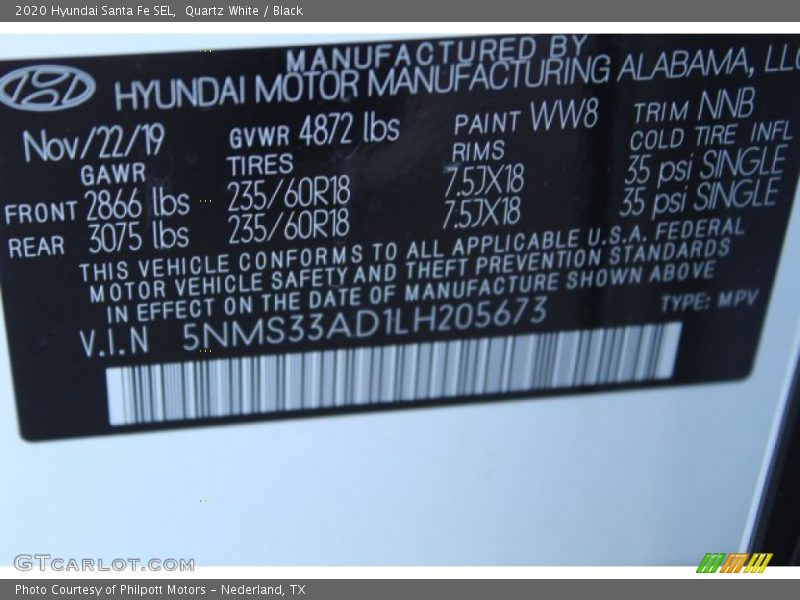 2020 Hyundai Santa Fe SEL,  Quartz White / Black
MANUFACTURED BY
HYUNDAI MOTOR MANUFACTURING ALABAMA, LLC
Nov/22/19 GVWR 4872 lbs PAINT WW8 TRIM NNB
GAWR TIRES RIMS COLD TIRE INFL
FRONT 2866 lbs 235/60R18 7.5JX18 35 psi SINGLE
REAR 3075 lbs 235/60R18 7.5JX18 35 psi SINGLE
THIS VEHICLE CONFORMS TO ALL APPLICABLE U.S.A. FEDERAL
MOTOR VEHICLE SAFETY AND THEFT PREVENTION STANDARDS
IN EFFECT ON THE DATE OF MANUFACTURE SHOWN ABOVE
V.I.N 5NMS33AD1LH205673 TYPE: MPV
GTCARLOT.COM
Photo Courtesy of Philpott Motors - Nederland, TX